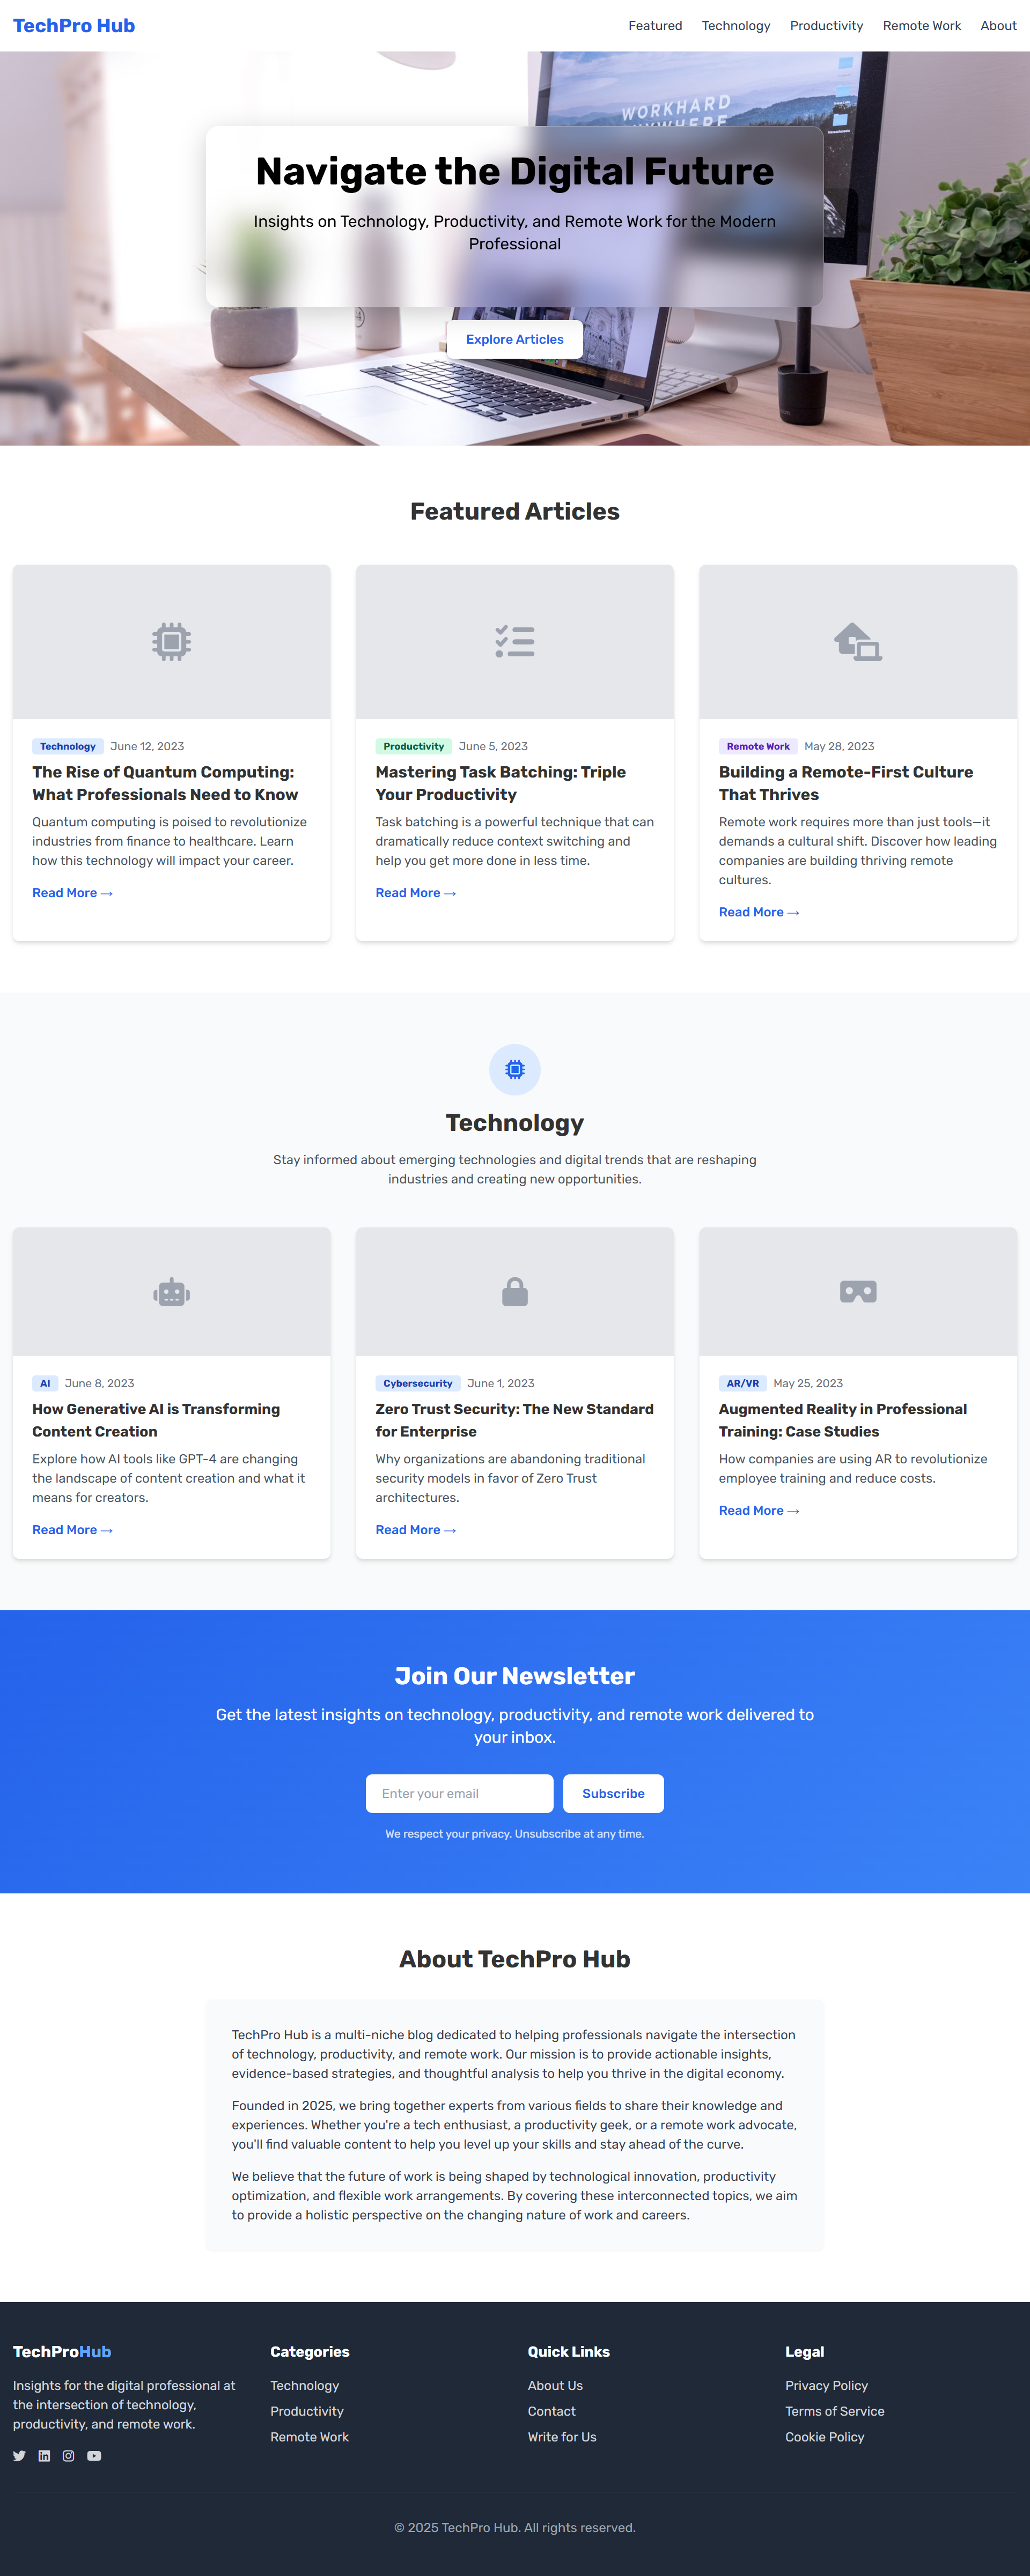 TechPro Hub
Featured Technology Productivity Remote Work About
WORKHARD
Navigate the Digital Future
Insights on Technology, Productivity, and Remote Work for the Modern
Professional
Explore Articles
Featured Articles
Technology June 12, 2023
The Rise of Quantum Computing:
What Professionals Need to Know
Quantum computing is poised to revolutionize
industries from finance to healthcare. Learn
how this technology will impact your career.
Read More →
Productivity June 5, 2023
Mastering Task Batching: Triple
Your Productivity
Task batching is a powerful technique that can
dramatically reduce context switching and
help you get more done in less time.
Read More →
Remote Work May 28, 2023
Building a Remote-First Culture
That Thrives
Remote work requires more than just tools—it
demands a cultural shift. Discover how leading
companies are building thriving remote
cultures.
Read More →
Technology
Stay informed about emerging technologies and digital trends that are reshaping
industries and creating new opportunities.
AI June 8, 2023
How Generative AI is Transforming
Content Creation
Explore how AI tools like GPT-4 are changing
the landscape of content creation and what it
means for creators.
Read More →
Cybersecurity June 1, 2023
Zero Trust Security: The New Standard
for Enterprise
Why organizations are abandoning traditional
security models in favor of Zero Trust
architectures.
Read More →
AR/VR May 25, 2023
Augmented Reality in Professional
Training: Case Studies
How companies are using AR to revolutionize
employee training and reduce costs.
Read More →
Join Our Newsletter
Get the latest insights on technology, productivity, and remote work delivered to
your inbox.
Enter your email
Subscribe
We respect your privacy. Unsubscribe at any time.
About TechPro Hub
TechPro Hub is a multi-niche blog dedicated to helping professionals navigate the intersection
of technology, productivity, and remote work. Our mission is to provide actionable insights,
evidence-based strategies, and thoughtful analysis to help you thrive in the digital economy.
Founded in 2025, we bring together experts from various fields to share their knowledge and
experiences. Whether you're a tech enthusiast, a productivity geek, or a remote work advocate,
you'll find valuable content to help you level up your skills and stay ahead of the curve.
We believe that the future of work is being shaped by technological innovation, productivity
optimization, and flexible work arrangements. By covering these interconnected topics, we aim
to provide a holistic perspective on the changing nature of work and careers.
TechProHub
Insights for the digital professional at
the intersection of technology,
productivity, and remote work.
Categories
Technology
Productivity
Remote Work
Quick Links
About Us
Contact
Write for Us
Legal
Privacy Policy
Terms of Service
Cookie Policy
© 2025 TechPro Hub. All rights reserved.